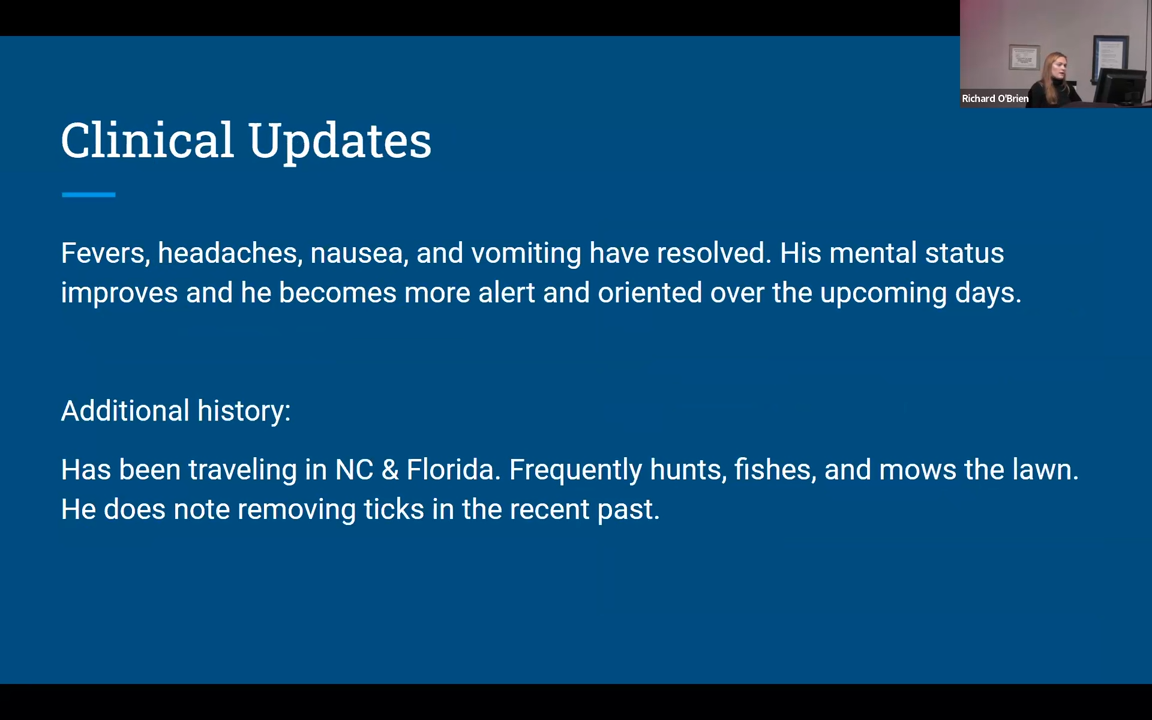 Clinical Updates
Richard O'Brien
Fevers, headaches, nausea, and vomiting have resolved. His mental status
improves and he becomes more alert and oriented over the upcoming days.
Additional history:
Has been traveling in NC & Florida. Frequently hunts, fishes, and mows the lawn.
He does note removing ticks in the recent past.